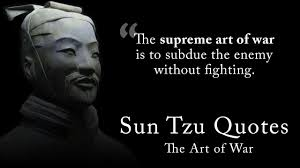 “The supreme art of war
is to subdue the enemy
without fighting.
Sun Tzu Quotes
The Art of War